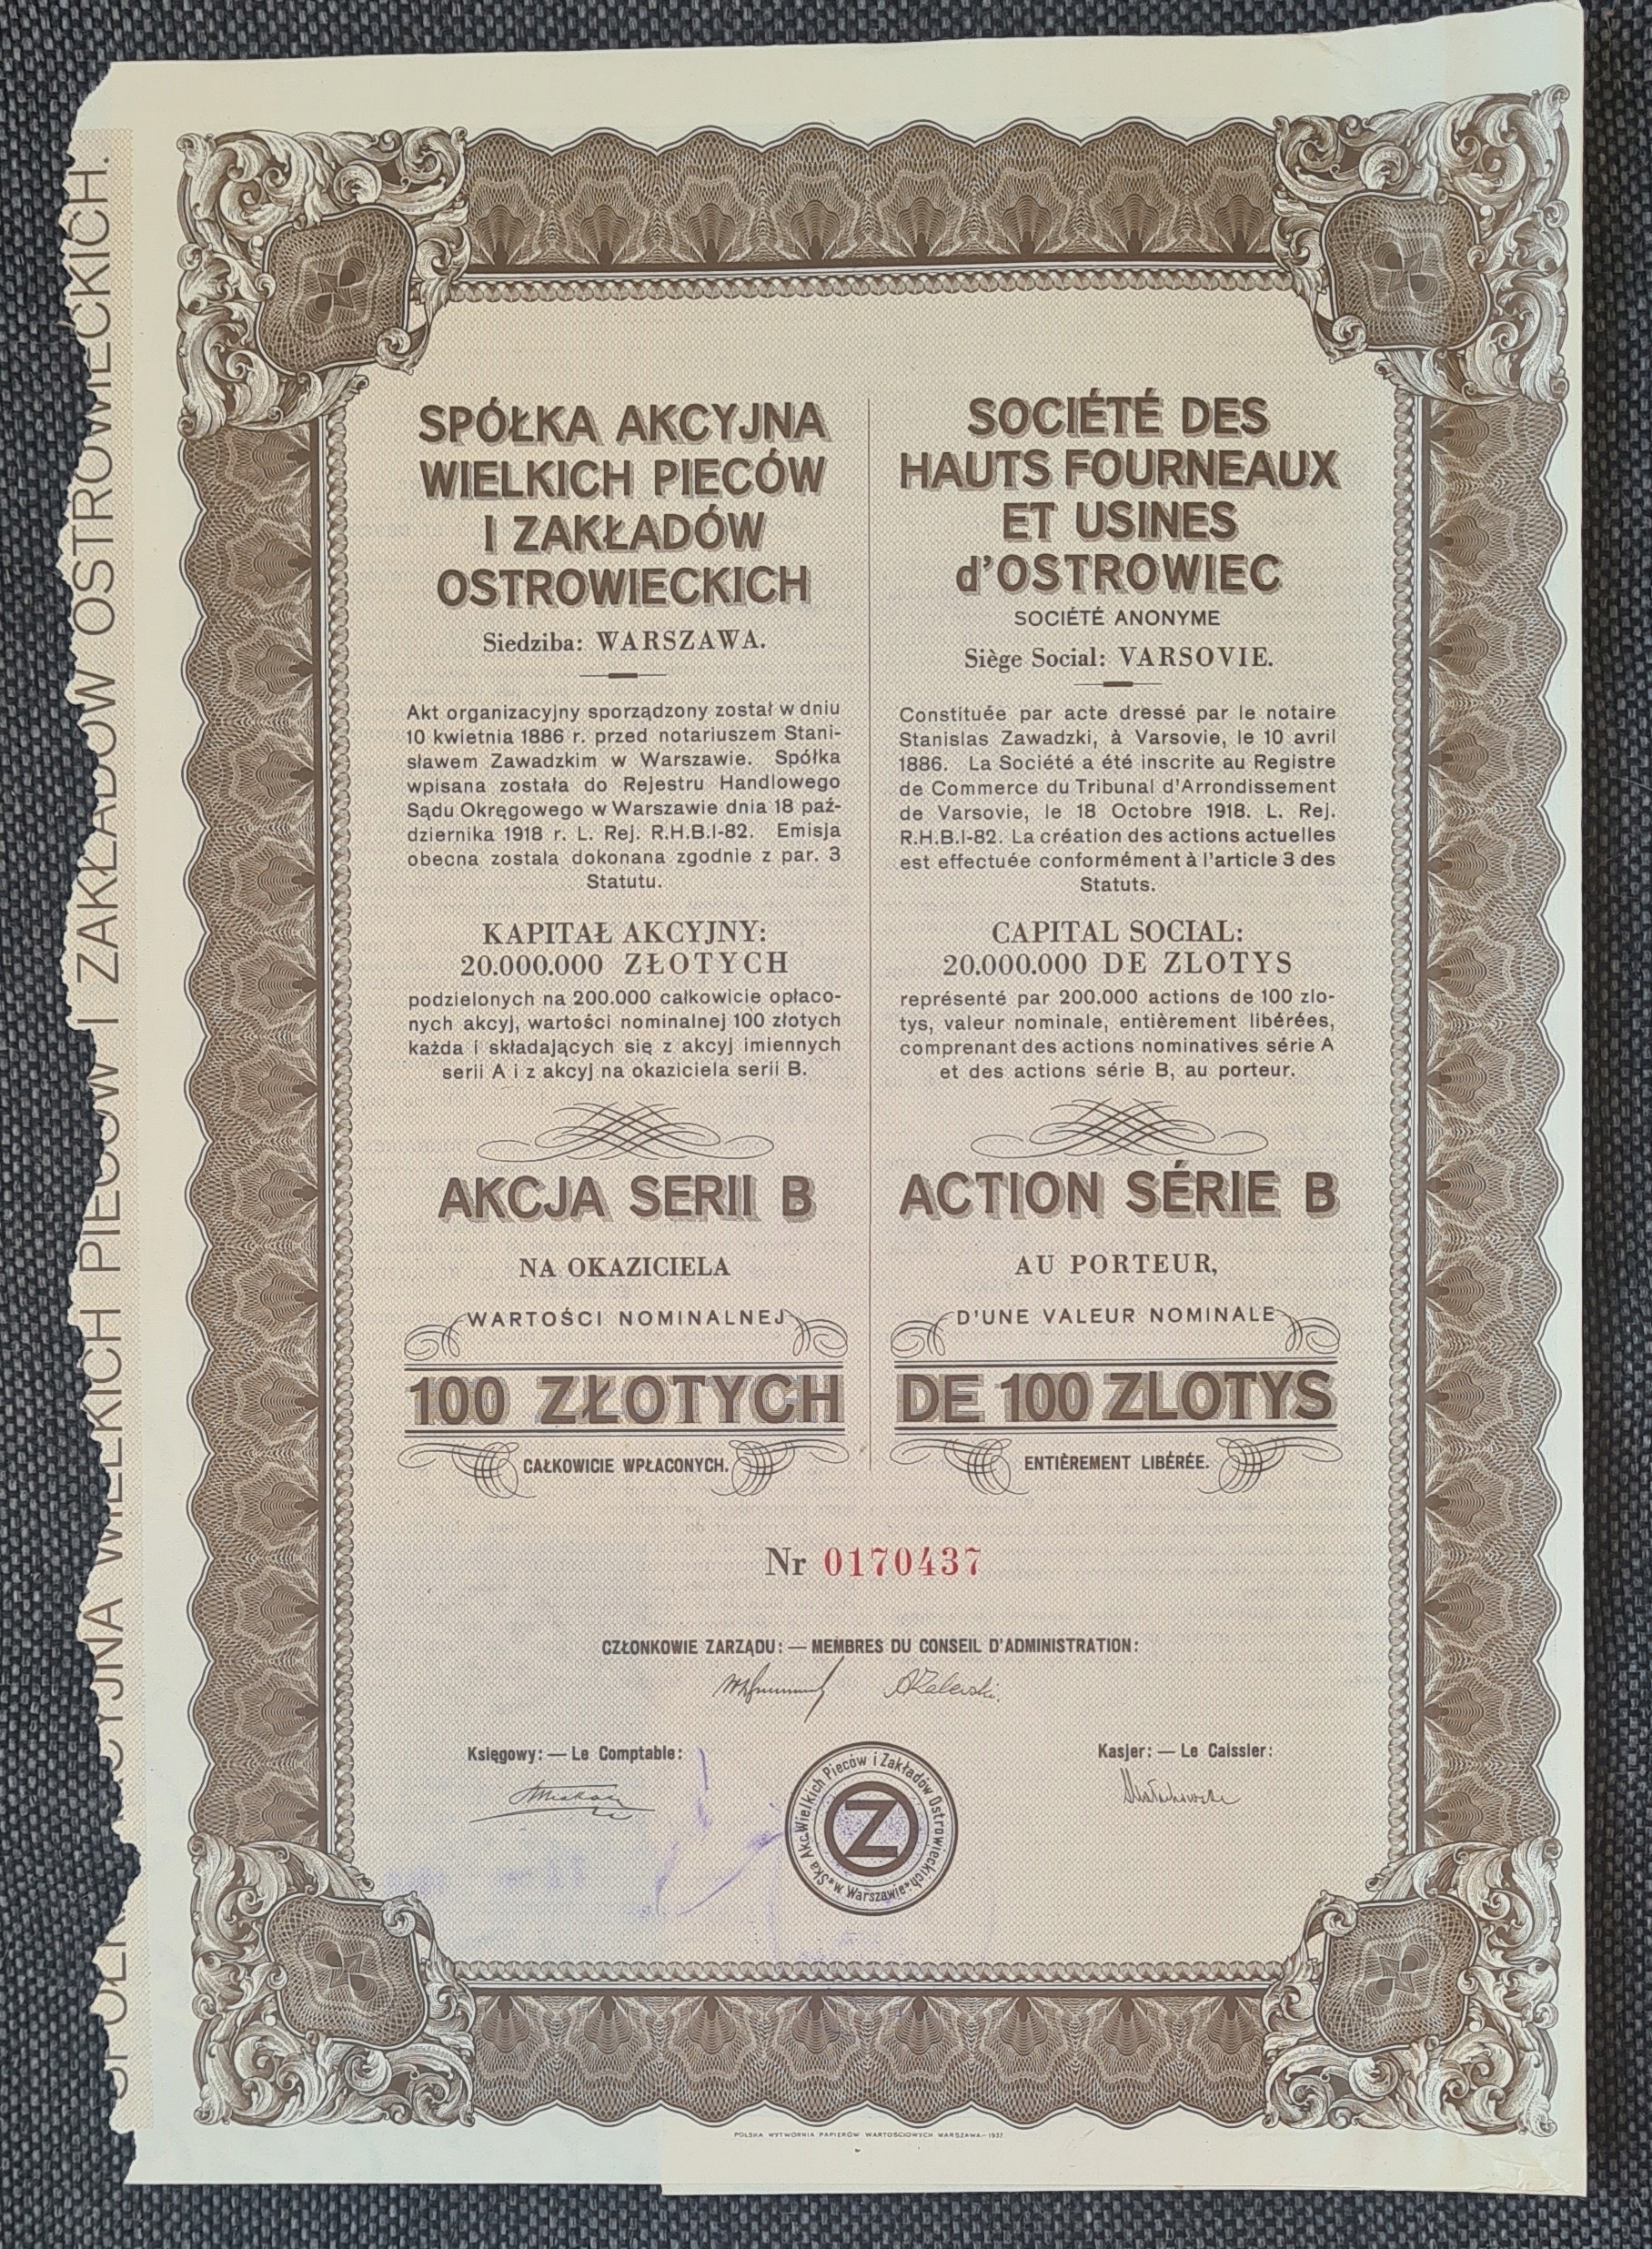 SPÓŁKA AKCYJNA WIELKICH PIECÓW I ZAKŁADÓW OSTROWIECKICH.
SPÓŁKA AKCYJNA
WIELKICH PIECÓW
I ZAKŁADÓW
OSTROWIECKICH
Siedziba: WARSZAWA.
Akt organizacyjny sporządzony został w dniu
10 kwietnia 1886 r. przed notariuszem Stani-
sławem Zawadzkim w Warszawie. Spółka
wpisana została do Rejestru Handlowego
Sądu Okręgowego w Warszawie dnia 18 paź-
dziernika 1918 r. L. Rej. R.H.B.I-82. Emisja
obecna została dokonana zgodnie z par. 3
Statutu.
KAPITAŁ AKCYJNY:
20.000.000 ZŁOTYCH
podzielonych na 200.000 całkowicie opłaco-
nych akcyj, wartości nominalnej 100 złotych
każda i składających się z akcyj imiennych
serii A i z akcyj na okaziciela serii B.
AKCJA SERII B
NA OKAZICIELA
WARTOŚCI NOMINALNEJ
100 ZŁOTYCH
CAŁKOWICIE WPŁACONYCH.
SOCIÉTÉ DES
HAUTS FOURNEAUX
ET USINES
d'OSTROWIEC
SOCIÉTÉ ANONYME
Siège Social: VARSOVIE.
Constituée par acte dressé par le notaire
Stanislas Zawadzki, à Varsovie, le 10 avril
1886. La Société a été inscrite au Registre
de Commerce du Tribunal d'Arrondissement
de Varsovie, le 18 Octobre 1918. L. Rej.
R.H.B.I-82. La création des actions actuelles
est effectuée conformément à l'article 3 des
Statuts.
CAPITAL SOCIAL:
20.000.000 DE ZLOTYS
représenté par 200.000 actions de 100 zlo-
tys, valeur nominale, entièrement libérées,
comprenant des actions nominatives série A
et des actions série B, au porteur.
ACTION SÉRIE B
AU PORTEUR,
D'UNE VALEUR NOMINALE
DE 100 ZLOTYS
ENTIÈREMENT LIBÉRÉE.
Nr 0170437
CZŁONKOWIE ZARZĄDU: — MEMBRES DU CONSEIL D'ADMINISTRATION:
Księgowy: — Le Comptable:
Kasjer: — Le Caissier:
Ska Akc. Wielkich Pieców i Zakładów Ostrowieckich
* w Warszawie *
Z
POLSKA WYTWÓRNIA PAPIERÓW WARTOŚCIOWYCH WARSZAWA.—1937.